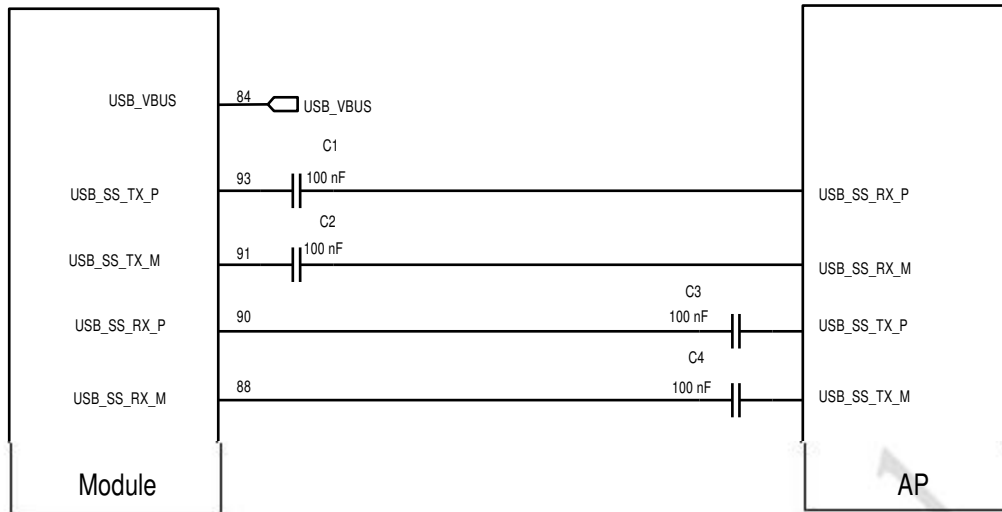 USB_VBUS 84 USB_VBUS
C1
USB_SS_TX_P 93 100 nF USB_SS_RX_P
C2
USB_SS_TX_M 91 100 nF USB_SS_RX_M
C3
USB_SS_RX_P 90 100 nF USB_SS_TX_P
C4
USB_SS_RX_M 88 100 nF USB_SS_TX_M
Module AP